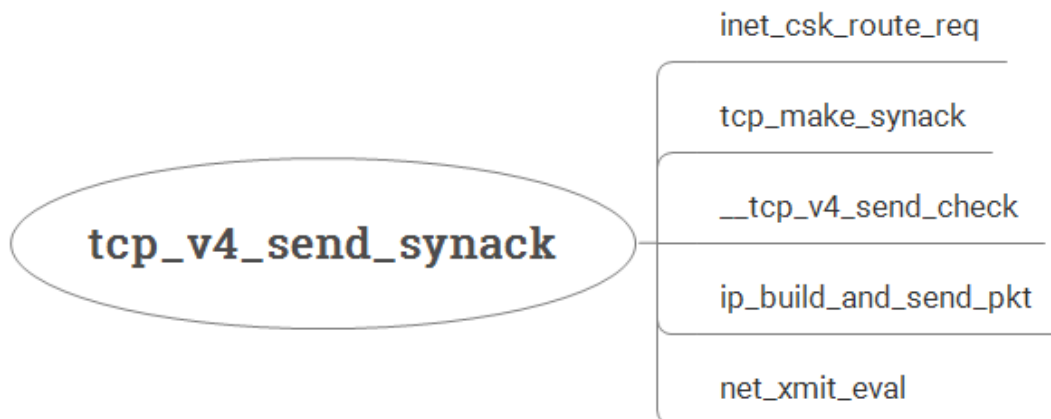 inet_csk_route_req
tcp_make_synack
__tcp_v4_send_check
tcp_v4_send_synack
ip_build_and_send_pkt
net_xmit_eval